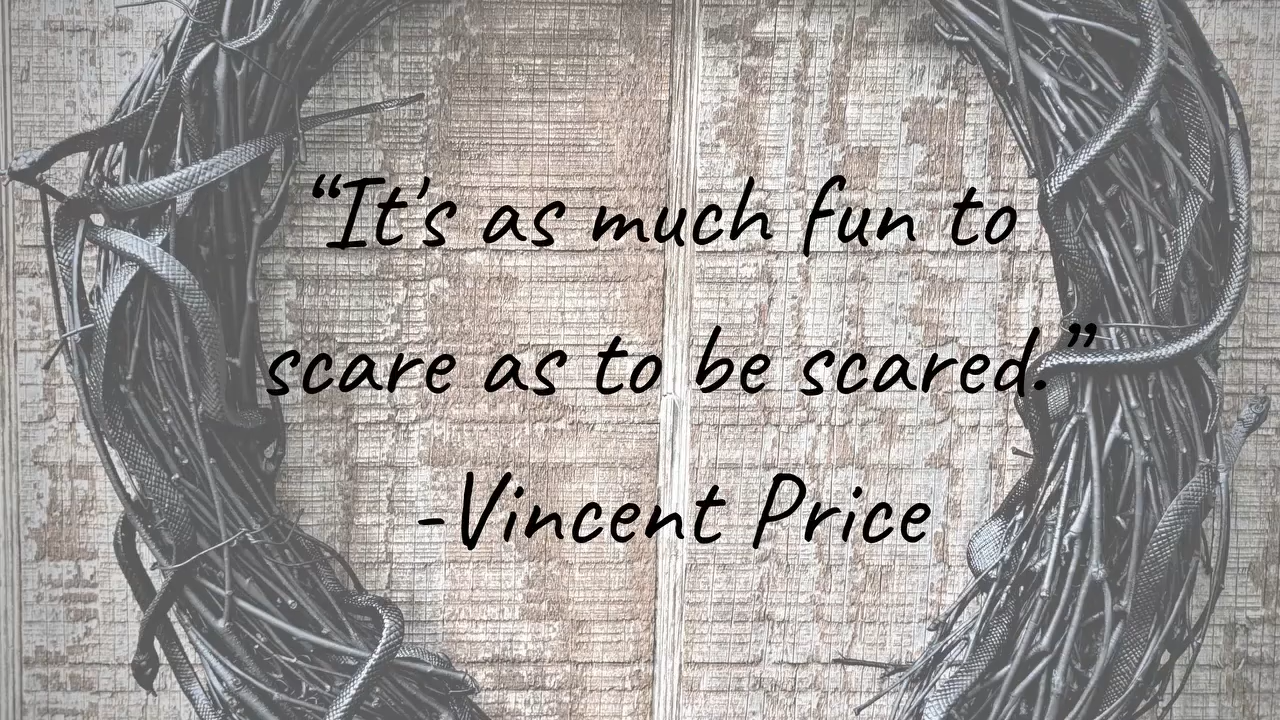 “It's as much fun to
scare as to be scared.”
-Vincent Price